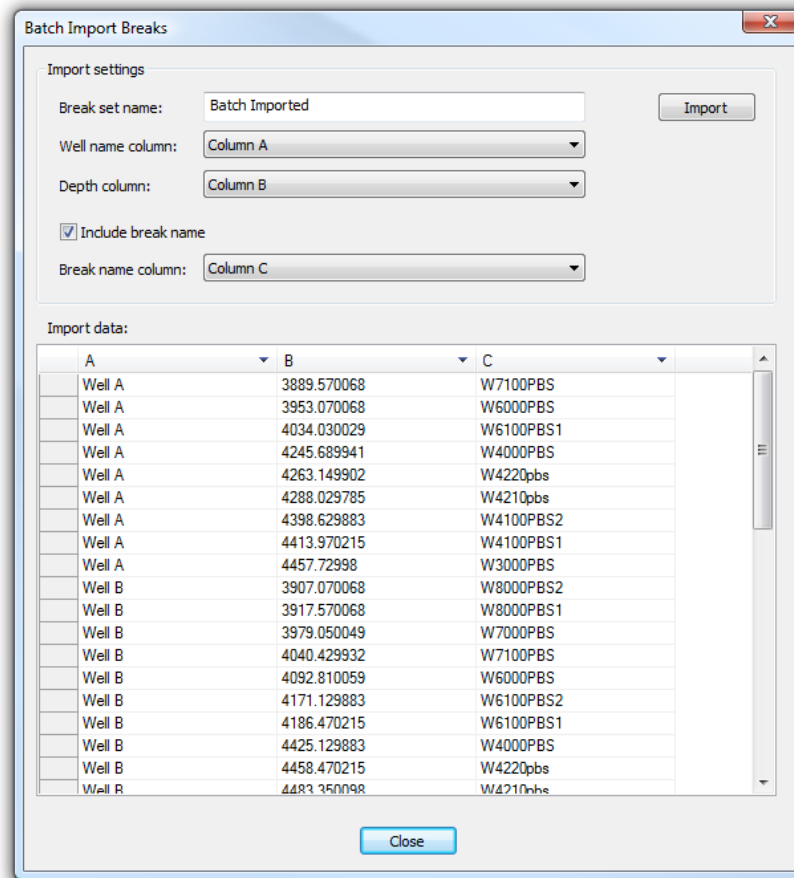 Batch Import Breaks
Import settings
Break set name: Batch Imported Import
Well name column: Column A
Depth column: Column B
Include break name
Break name column: Column C
Import data:
A B C
Well A 3889.570068 W7100PBS
Well A 3953.070068 W6000PBS
Well A 4034.030029 W6100PBS1
Well A 4245.689941 W4000PBS
Well A 4263.149902 W4220pbs
Well A 4288.029785 W4210pbs
Well A 4398.629883 W4100PBS2
Well A 4413.970215 W4100PBS1
Well A 4457.72998 W3000PBS
Well B 3907.070068 W8000PBS2
Well B 3917.570068 W8000PBS1
Well B 3979.050049 W7000PBS
Well B 4040.429932 W7100PBS
Well B 4092.810059 W6000PBS
Well B 4171.129883 W6100PBS2
Well B 4186.470215 W6100PBS1
Well B 4425.129883 W4000PBS
Well B 4458.470215 W4220pbs
Well B 4483.350098 W4210pbs
Close